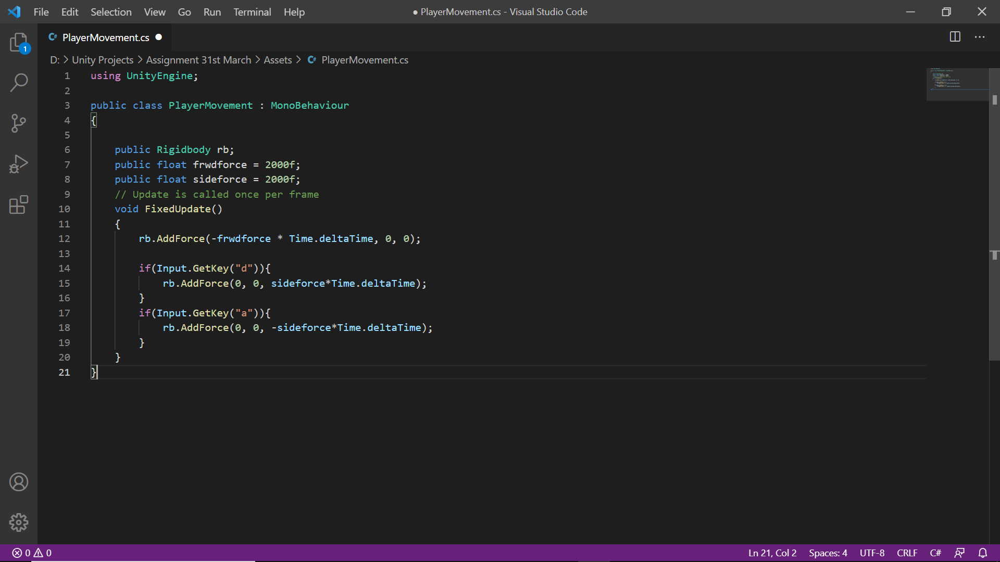 File Edit Selection View Go Run Terminal Help ● PlayerMovement.cs - Visual Studio Code
C# PlayerMovement.cs ●
1
D: > Unity Projects > Assignment 31st March > Assets > C# PlayerMovement.cs
1 using UnityEngine;
2
3 public class PlayerMovement : MonoBehaviour
4 {
5
6 public Rigidbody rb;
7 public float frwdforce = 2000f;
8 public float sideforce = 2000f;
9 // Update is called once per frame
10 void FixedUpdate()
11 {
12 rb.AddForce(-frwdforce * Time.deltaTime, 0, 0);
13
14 if(Input.GetKey("d")){
15 rb.AddForce(0, 0, sideforce*Time.deltaTime);
16 }
17 if(Input.GetKey("a")){
18 rb.AddForce(0, 0, -sideforce*Time.deltaTime);
19 }
20 }
21 }
0 0 Ln 21, Col 2 Spaces: 4 UTF-8 CRLF C#